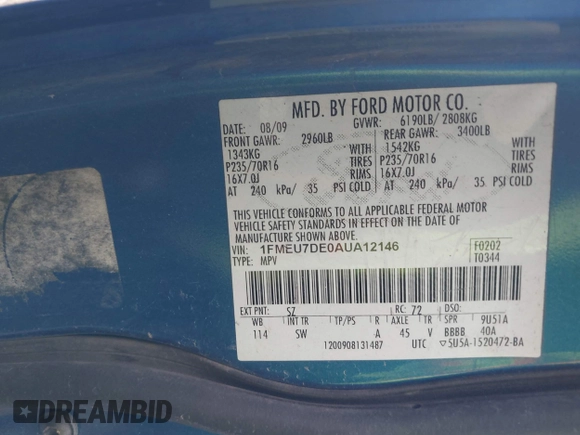 MFD. BY FORD MOTOR CO.
DATE: 08/09 GVWR: 6190LB/ 2808KG
FRONT GAWR: 2960LB REAR GAWR: 3400LB
1343KG WITH 1542KG WITH
P235/70R16 TIRES P235/70R16 TIRES
16X7.0J RIMS 16X7.0J RIMS
AT 240 kPa/ 35 PSI COLD AT 240 kPa/ 35 PSI COLD
THIS VEHICLE CONFORMS TO ALL APPLICABLE FEDERAL MOTOR
VEHICLE SAFETY STANDARDS IN EFFECT ON THE DATE OF
MANUFACTURE SHOWN ABOVE.
VIN: 1FMEU7DE0AUA12146 F0202
TYPE: MPV T0344
EXT PNT: SZ RC: 72 DSO:
WB INT TR TP/PS R AXLE TR SPR 9U51A
114 SW A 45 V BBBB 40A
1200908131487 UTC ▽5U5A-1520472-BA
DREAMBID